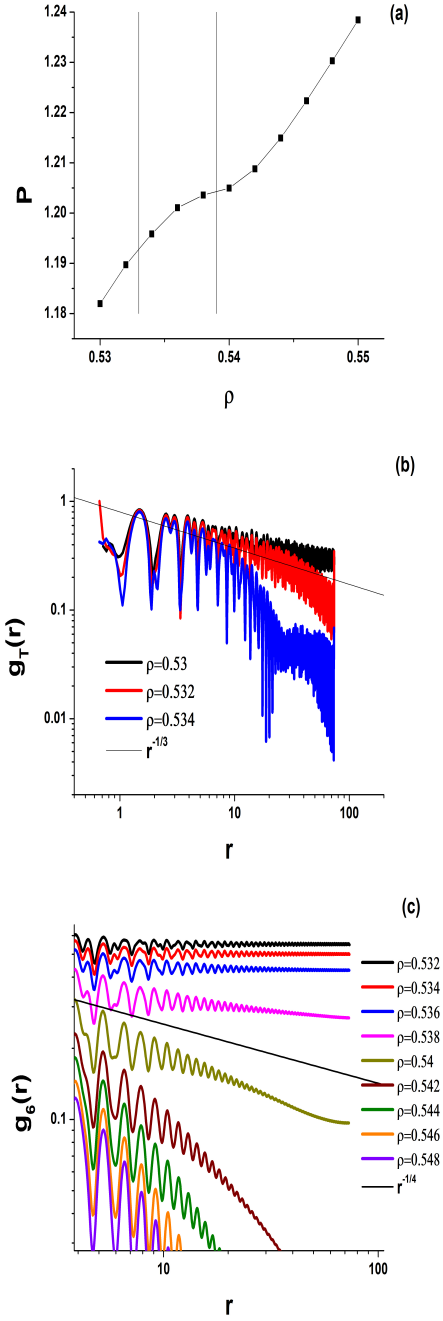 (a)
1.24
1.23
1.22
1.21
1.20
1.19
1.18
P
0.53
0.54
0.55
ρ
(b)
1
0.1
0.01
g_T(r)
ρ=0.53
ρ=0.532
ρ=0.534
r^-1/3
1
10
100
r
(c)
0.1
g_6(r)
ρ=0.532
ρ=0.534
ρ=0.536
ρ=0.538
ρ=0.54
ρ=0.542
ρ=0.544
ρ=0.546
ρ=0.548
r^-1/4
10
100
r